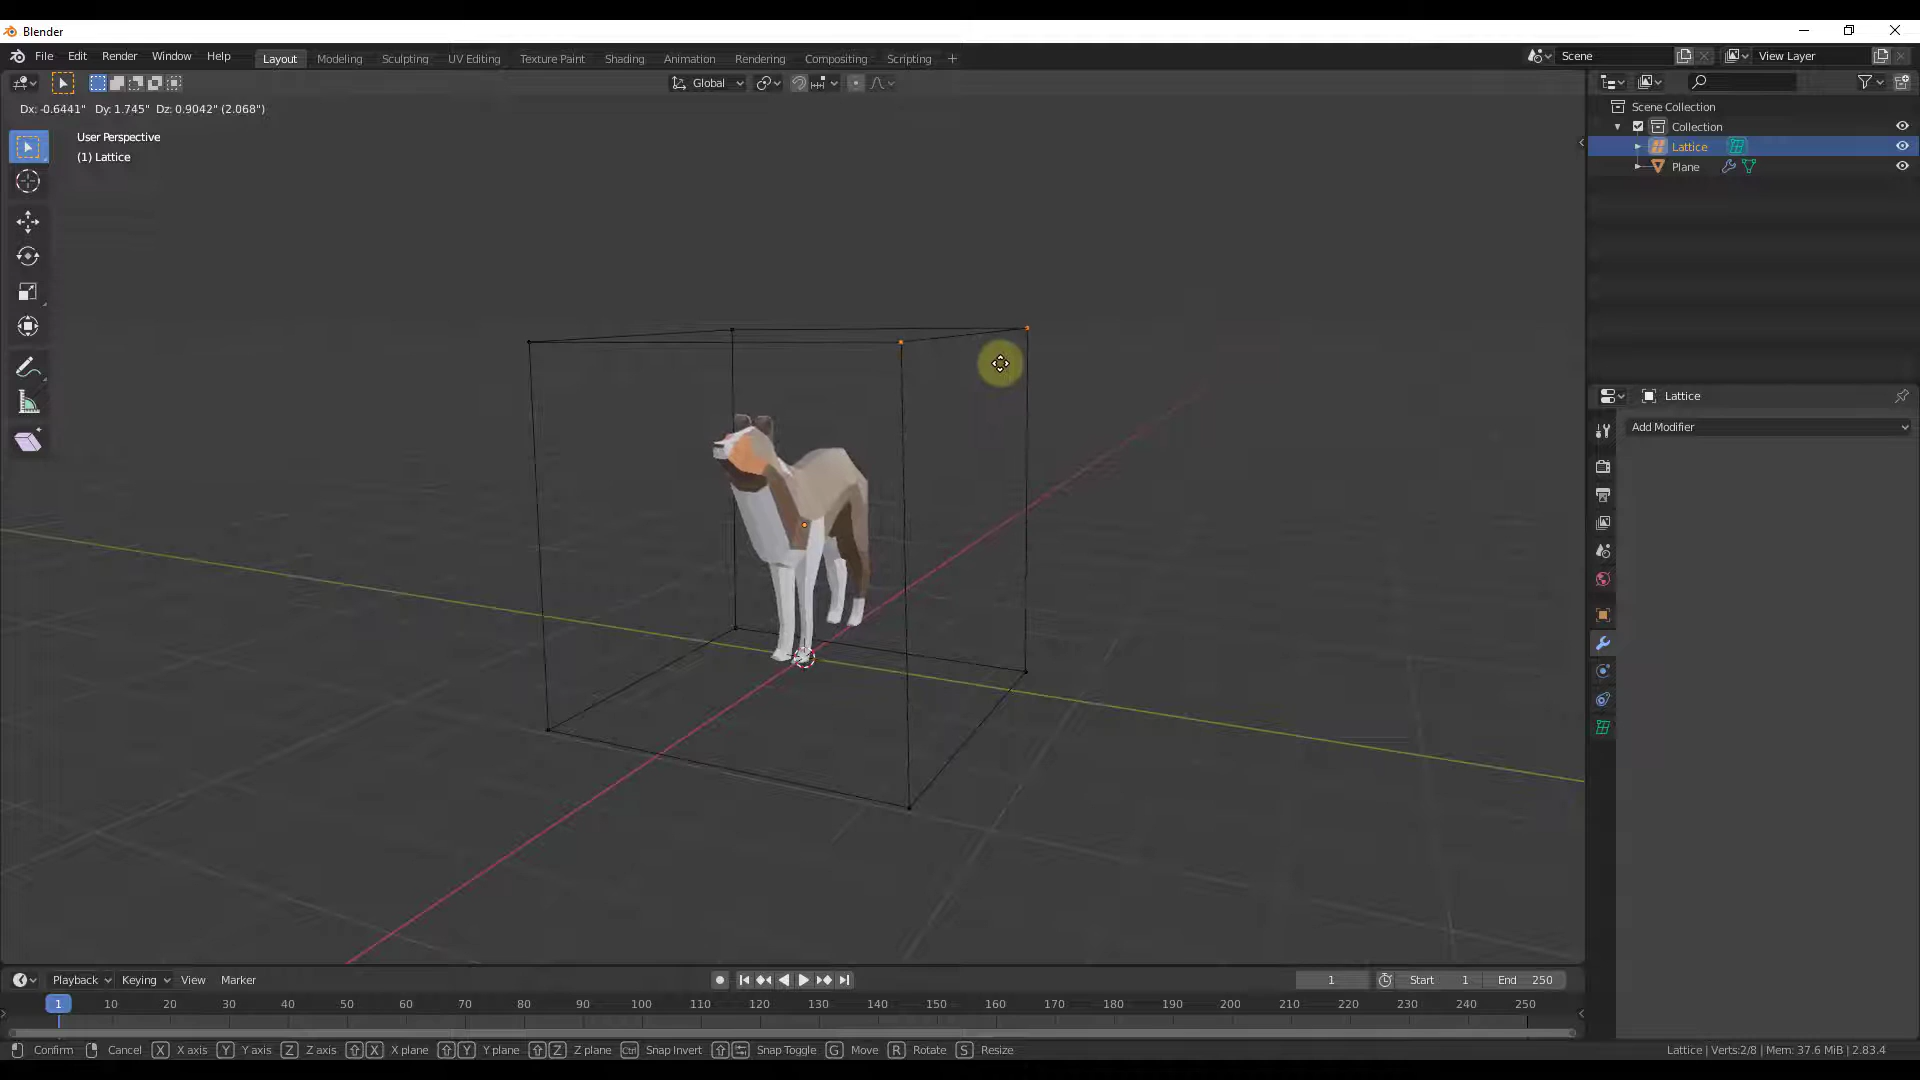 Blender
File Edit Render Window Help Layout Modeling Sculpting UV Editing Texture Paint Shading Animation Rendering Compositing Scripting + Scene View Layer
Global
Dx: -0.6441" Dy: 1.745" Dz: 0.9042" (2.068")
Scene Collection
Collection
Lattice
Plane
User Perspective
(1) Lattice
Lattice
Add Modifier
Playback Keying View Marker 1 Start 1 End 250
1 10 20 30 40 50 60 70 80 90 100 110 120 130 140 150 160 170 180 190 200 210 220 230 240 250
Confirm Cancel X X axis Y Y axis Z Z axis X X plane Y Y plane Z Z plane Ctrl Snap Invert Snap Toggle G Move R Rotate S Resize Lattice | Verts:2/8 | Mem: 37.6 MiB | 2.83.4